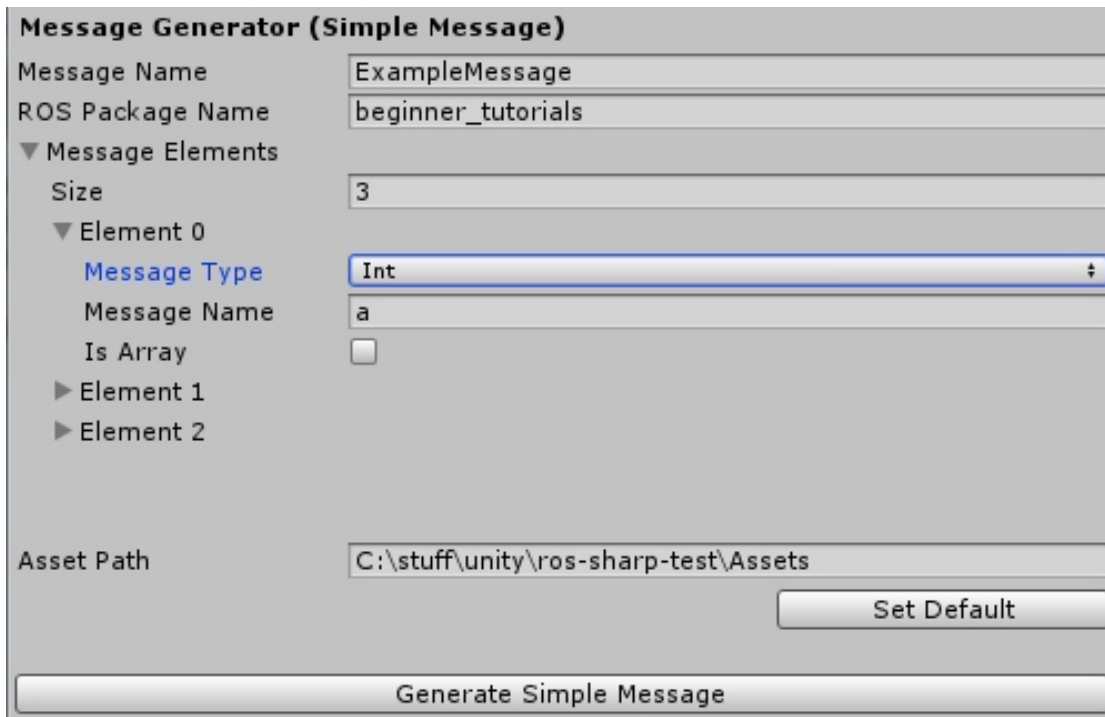 Message Generator (Simple Message)
Message Name ExampleMessage
ROS Package Name beginner_tutorials
Message Elements
Size 3
Element 0
Message Type Int
Message Name a
Is Array
Element 1
Element 2
Asset Path C:\stuff\unity\ros-sharp-test\Assets
Set Default
Generate Simple Message